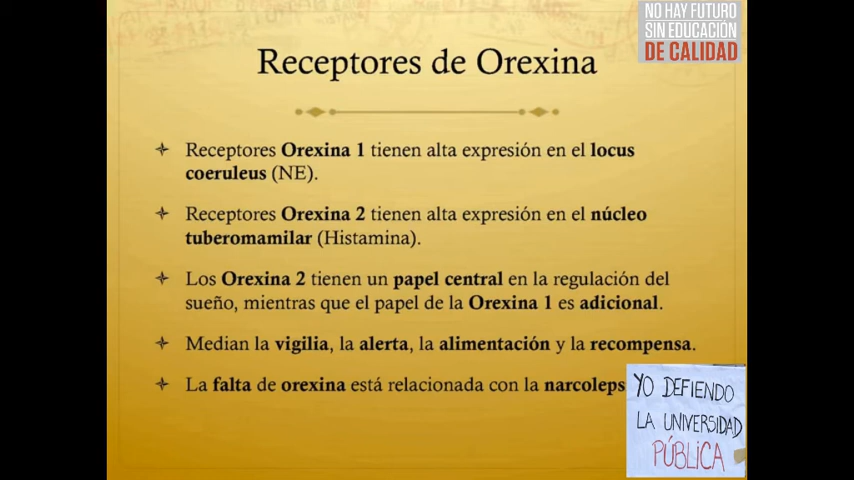 NO HAY FUTURO
SIN EDUCACIÓN
DE CALIDAD
Receptores de Orexina
Receptores Orexina 1 tienen alta expresión en el locus
coeruleus (NE).
Receptores Orexina 2 tienen alta expresión en el núcleo
tuberomamilar (Histamina).
Los Orexina 2 tienen un papel central en la regulación del
sueño, mientras que el papel de la Orexina 1 es adicional.
Median la vigilia, la alerta, la alimentación y la recompensa.
La falta de orexina está relacionada con la narcoleps
YO DEFIENDO
LA UNIVERSIDAD
PÚBLICA